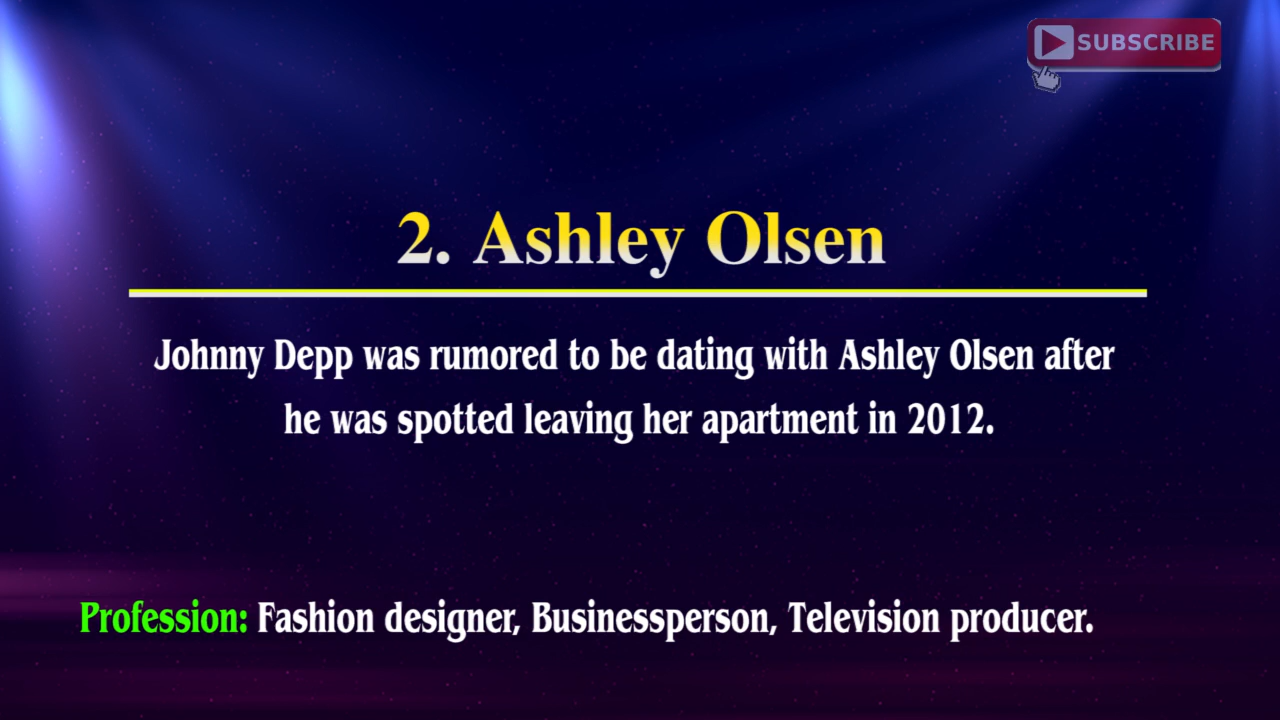 SUBSCRIBE
2. Ashley Olsen
Johnny Depp was rumored to be dating with Ashley Olsen after
he was spotted leaving her apartment in 2012.
Profession: Fashion designer, Businessperson, Television producer.